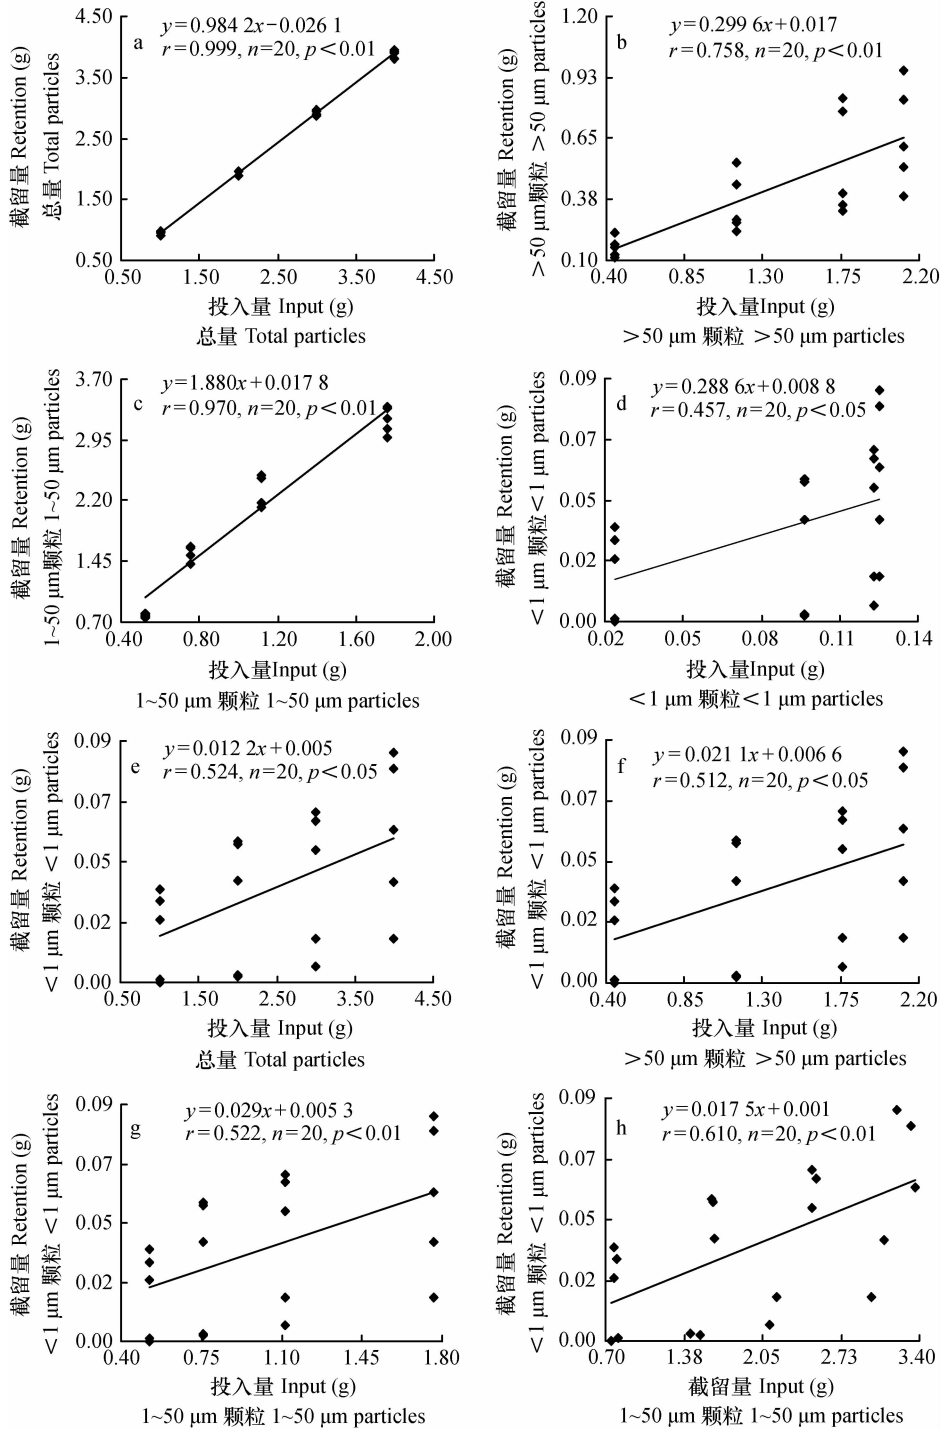 截留量 Retention (g)
总量 Total particles
4.50
3.50
2.50
1.50
0.50
a
y=0.984 2x−0.026 1
r=0.999, n=20, p<0.01
0.50 1.50 2.50 3.50 4.50
投入量 Input (g)
总量 Total particles
截留量 Retention (g)
>50 μm颗粒 >50 μm particles
1.20
0.93
0.65
0.38
0.10
b
y=0.299 6x+0.017
r=0.758, n=20, p<0.01
0.40 0.85 1.30 1.75 2.20
投入量Input (g)
>50 μm 颗粒 >50 μm particles
截留量 Retention (g)
1~50 μm颗粒 1~50 μm particles
3.70
2.95
2.20
1.45
0.70
c
y=1.880x+0.017 8
r=0.970, n=20, p<0.01
0.40 0.80 1.20 1.60 2.00
投入量Input (g)
1~50 μm 颗粒 1~50 μm particles
截留量 Retention (g)
<1 μm 颗粒<1 μm particles
0.09
0.07
0.05
0.02
0.00
d
y=0.288 6x+0.008 8
r=0.457, n=20, p<0.05
0.02 0.05 0.08 0.11 0.14
投入量Input (g)
<1 μm 颗粒<1 μm particles
截留量 Retention (g)
<1 μm 颗粒 <1 μm particles
0.09
0.07
0.05
0.02
0.00
e
y=0.012 2x+0.005
r=0.524, n=20, p<0.05
0.50 1.50 2.50 3.50 4.50
投入量 Input (g)
总量 Total particles
截留量 Retention (g)
<1 μm 颗粒 <1 μm particles
0.09
0.07
0.05
0.02
0.00
f
y=0.021 1x+0.006 6
r=0.512, n=20, p<0.05
0.40 0.85 1.30 1.75 2.20
投入量 Input (g)
>50 μm 颗粒 >50 μm particles
截留量 Retention (g)
<1 μm 颗粒 <1 μm particles
0.09
0.07
0.05
0.02
0.00
g
y=0.029x+0.005 3
r=0.522, n=20, p<0.01
0.40 0.75 1.10 1.45 1.80
投入量 Input (g)
1~50 μm 颗粒 1~50 μm particles
截留量 Retention (g)
<1 μm 颗粒 <1 μm particles
0.09
0.07
0.05
0.02
0.00
h
y=0.017 5x+0.001
r=0.610, n=20, p<0.01
0.70 1.38 2.05 2.73 3.40
截留量 Input (g)
1~50 μm 颗粒 1~50 μm particles